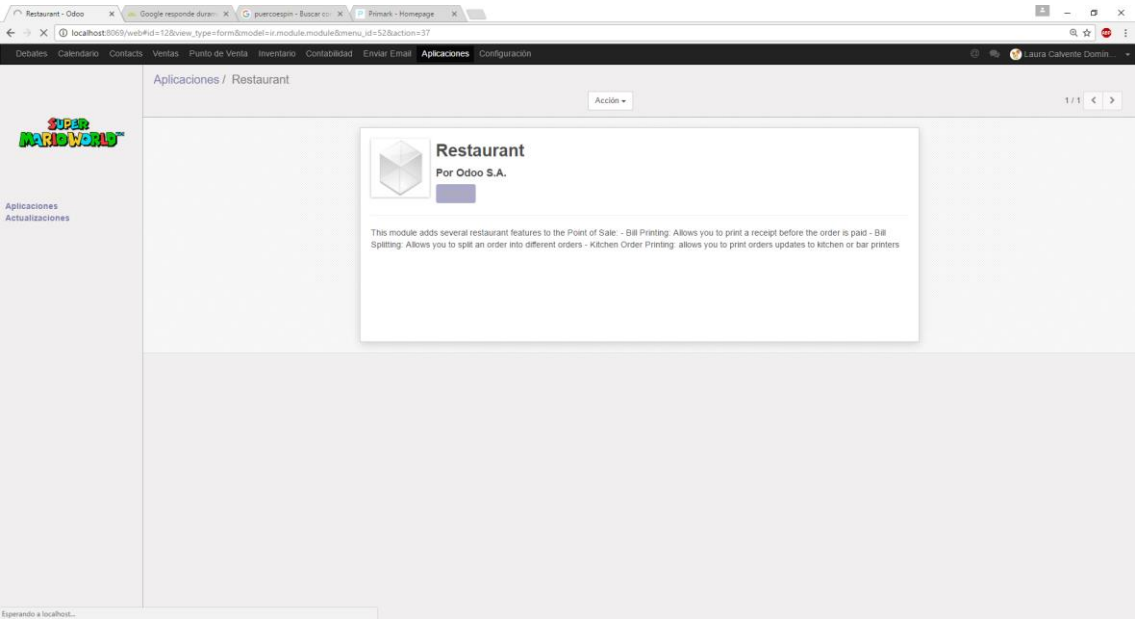 Restaurant - Odoo
Google responde duram
puercoespin - Buscar con
Primark - Homepage
localhost:8069/web#id=12&view_type=form&model=ir.module.module&menu_id=52&action=37
Debates Calendario Contacts Ventas Punto de Venta Inventario Contabilidad Enviar Email Aplicaciones Configuración
Laura Calvente Domín...
Aplicaciones / Restaurant
Acción
1 / 1
SUPER
MARIO WORLD™
Aplicaciones
Actualizaciones
Restaurant
Por Odoo S.A.
This module adds several restaurant features to the Point of Sale: - Bill Printing: Allows you to print a receipt before the order is paid - Bill
Splitting: Allows you to split an order into different orders - Kitchen Order Printing: allows you to print orders updates to kitchen or bar printers
Esperando a localhost...